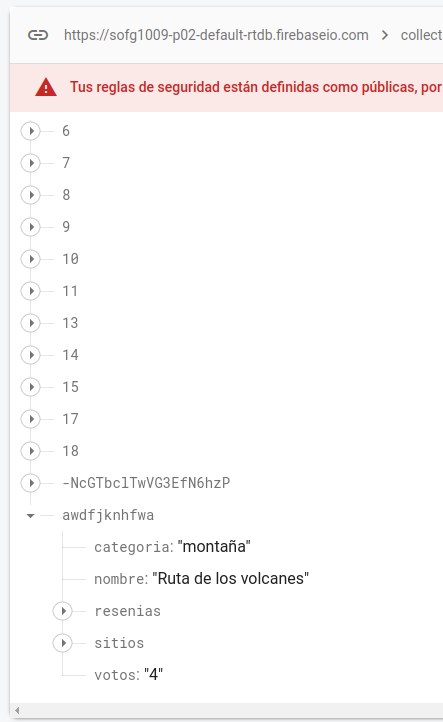 https://sofg1009-p02-default-rtdb.firebaseio.com > collect
Tus reglas de seguridad están definidas como públicas, por
6
7
8
9
10
11
13
14
15
17
18
-NcGTbclTwVG3EfN6hzP
awdfjknhfwa
categoria: "montaña"
nombre: "Ruta de los volcanes"
resenias
sitios
votos: "4"